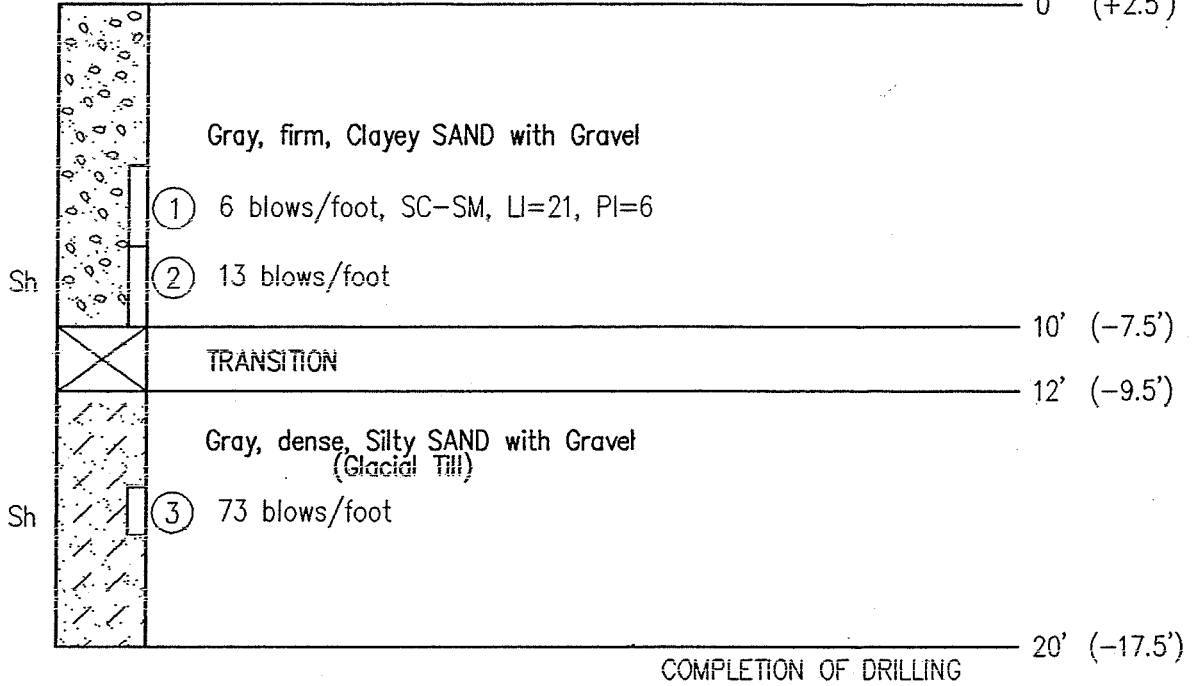 0' (+2.5')
Gray, firm, Clayey SAND with Gravel
1 6 blows/foot, SC-SM, LI=21, PI=6
Sh 2 13 blows/foot
10' (-7.5')
TRANSITION
12' (-9.5')
Gray, dense, Silty SAND with Gravel
(Glacial Till)
Sh 3 73 blows/foot
20' (-17.5')
COMPLETION OF DRILLING